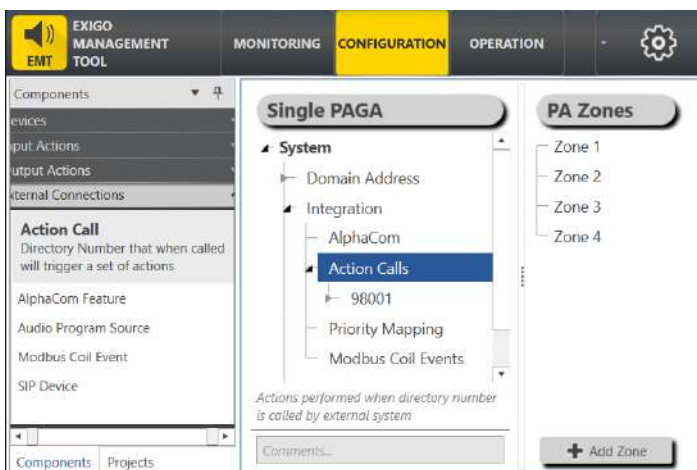 EXIGO
MANAGEMENT
TOOL
EMT
MONITORING
CONFIGURATION
OPERATION
Components
evices
put Actions
utput Actions
xternal Connections
Action Call
Directory Number that when called
will trigger a set of actions
AlphaCom Feature
Audio Program Source
Modbus Coil Event
SIP Device
Components
Projects
Single PAGA
System
Domain Address
Integration
AlphaCom
Action Calls
98001
Priority Mapping
Modbus Coil Events
Actions performed when directory number
is called by external system
Comments...
PA Zones
Zone 1
Zone 2
Zone 3
Zone 4
+ Add Zone